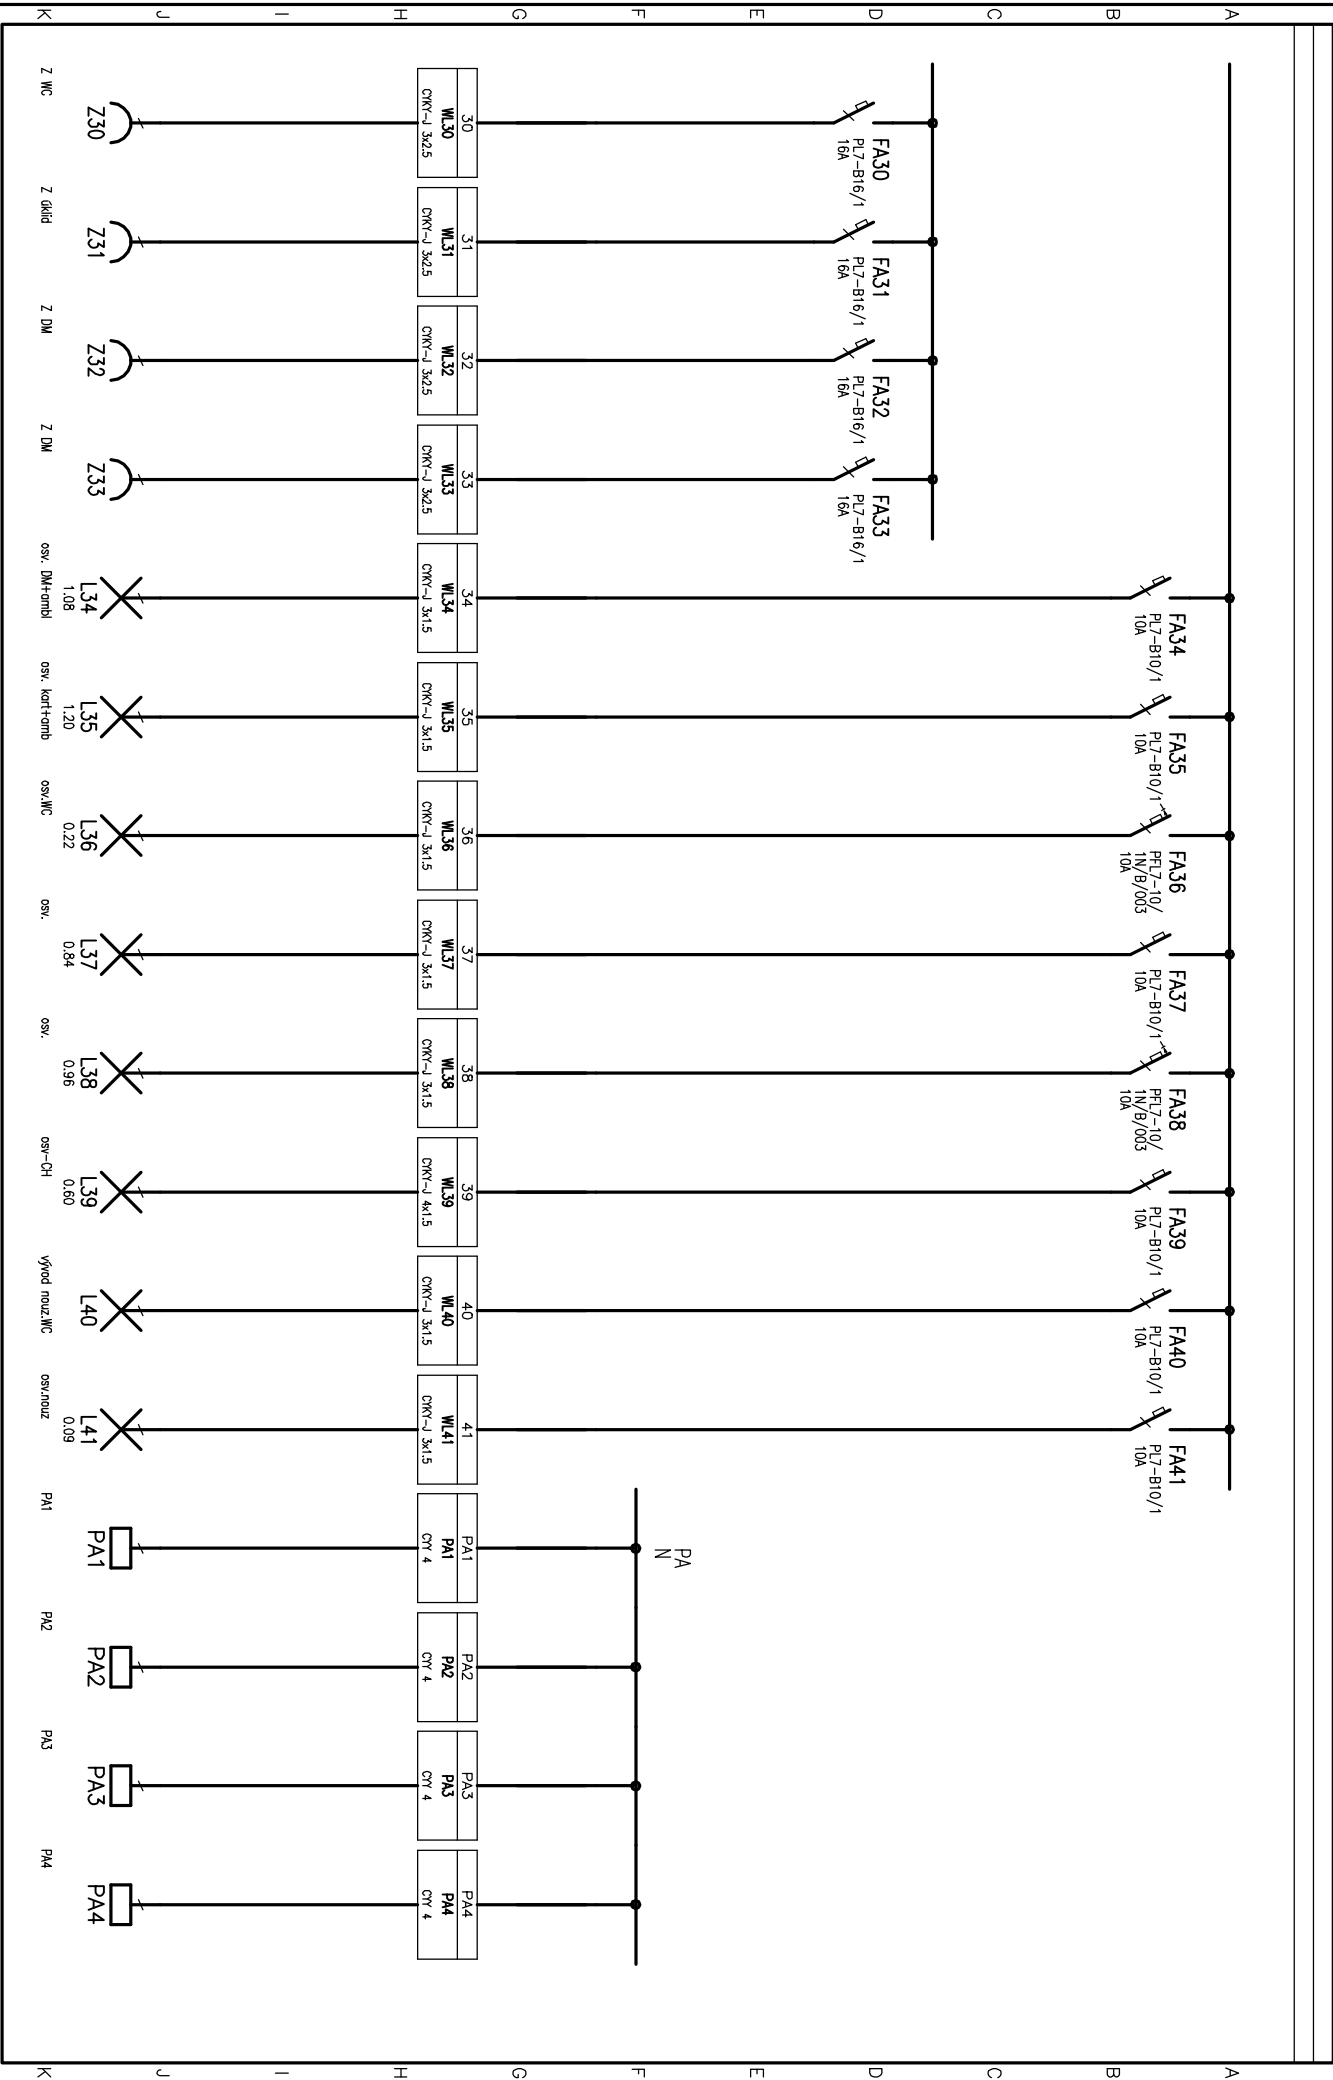 A
B
C
D
E
F
G
H
I
J
K
FA30
PL7-B16/1
16A
FA31
PL7-B16/1
16A
FA32
PL7-B16/1
16A
FA33
PL7-B16/1
16A
FA34
PL7-B10/1
10A
FA35
PL7-B10/1
10A
FA36
PFL7-10/
1N/B/003
10A
FA37
PL7-B10/1
10A
FA38
PFL7-10/
1N/B/003
10A
FA39
PL7-B10/1
10A
FA40
PL7-B10/1
10A
FA41
PL7-B10/1
10A
PA
N
30
WL30
CYKY-J 3x2.5
31
WL31
CYKY-J 3x2.5
32
WL32
CYKY-J 3x2.5
33
WL33
CYKY-J 3x2.5
34
WL34
CYKY-J 3x1.5
35
WL35
CYKY-J 3x1.5
36
WL36
CYKY-J 3x1.5
37
WL37
CYKY-J 3x1.5
38
WL38
CYKY-J 3x1.5
39
WL39
CYKY-J 4x1.5
40
WL40
CYKY-J 3x1.5
41
WL41
CYKY-J 3x1.5
PA1
PA1
CYY 4
PA2
PA2
CYY 4
PA3
PA3
CYY 4
PA4
PA4
CYY 4
Z30
Z WC
Z31
Z úklid
Z32
Z DM
Z33
Z DM
L34
1.08
osv. DM+ambl
L35
1.20
osv. kart+amb
L36
0.22
osv.WC
L37
0.84
osv.
L38
0.96
osv.
L39
0.60
osv-CH
L40
vývod nouz.WC
L41
0.09
osv.nouz
PA1
PA1
PA2
PA2
PA3
PA3
PA4
PA4
A
B
C
D
E
F
G
H
I
J
K